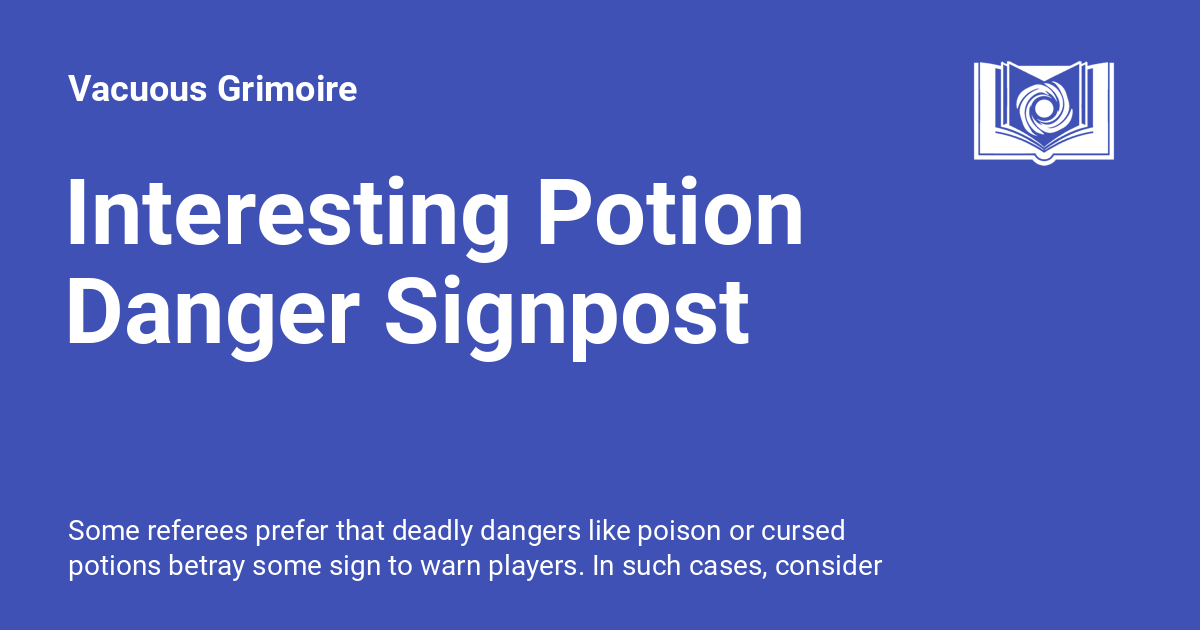 Vacuous Grimoire
Interesting Potion
Danger Signpost
Some referees prefer that deadly dangers like poison or cursed
potions betray some sign to warn players. In such cases, consider